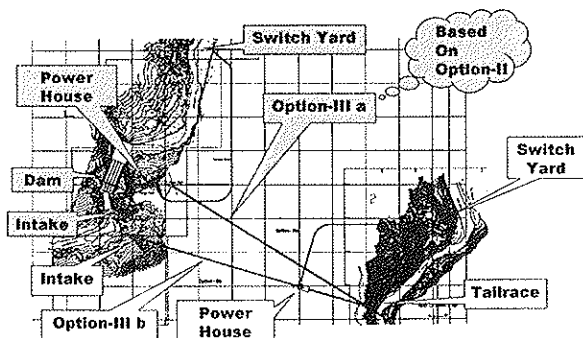 Switch Yard
Based
On
Option-II
Power
House
Option-III a
Switch
Yard
Dam
Intake
Intake
Tailrace
Option-III b
Power
House